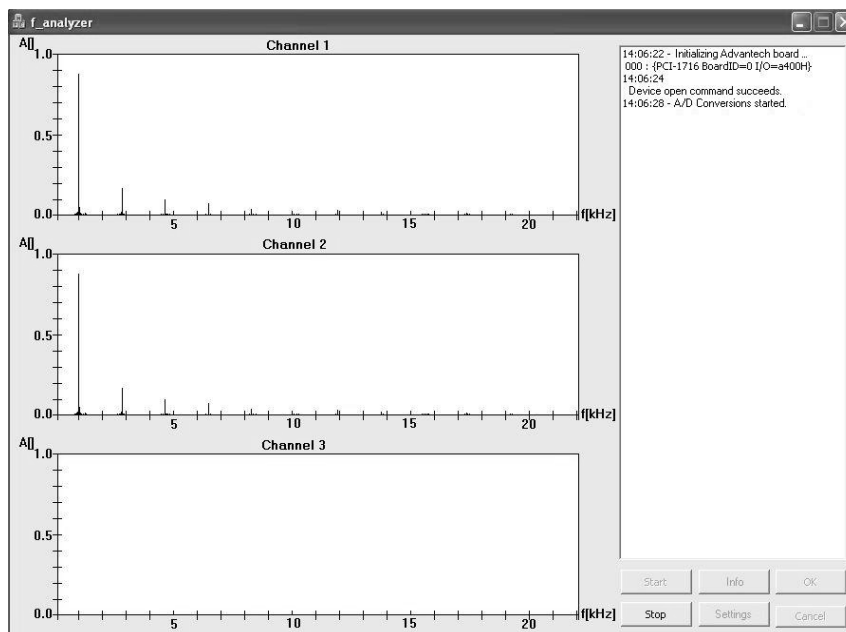 f_analyzer
Channel 1
A[]
1.0
0.5
0.0
5
10
15
20
f[kHz]
Channel 2
A[]
1.0
0.5
0.0
5
10
15
20
f[kHz]
Channel 3
A[]
1.0
0.5
0.0
5
10
15
20
f[kHz]
14:06:22 - Initializing Advantech board ...
000 : {PCI-1716 BoardID=0 I/O=a400H}
14:06:24
Device open command succeeds.
14:06:28 - A/D Conversions started.
Start
Info
OK
Stop
Settings
Cancel